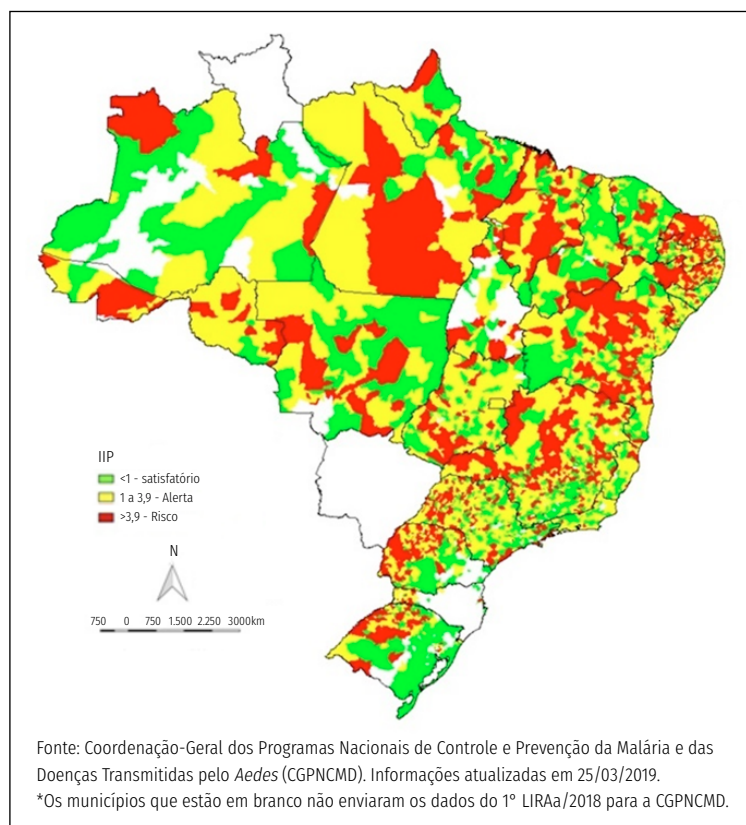 IIP
<1 - satisfatório
1 a 3,9 - Alerta
>3,9 - Risco
N
750 0 750 1.500 2.250 3000km
Fonte: Coordenação-Geral dos Programas Nacionais de Controle e Prevenção da Malária e das
Doenças Transmitidas pelo Aedes (CGPNCMD). Informações atualizadas em 25/03/2019.
*Os municípios que estão em branco não enviaram os dados do 1° LIRAa/2018 para a CGPNCMD.